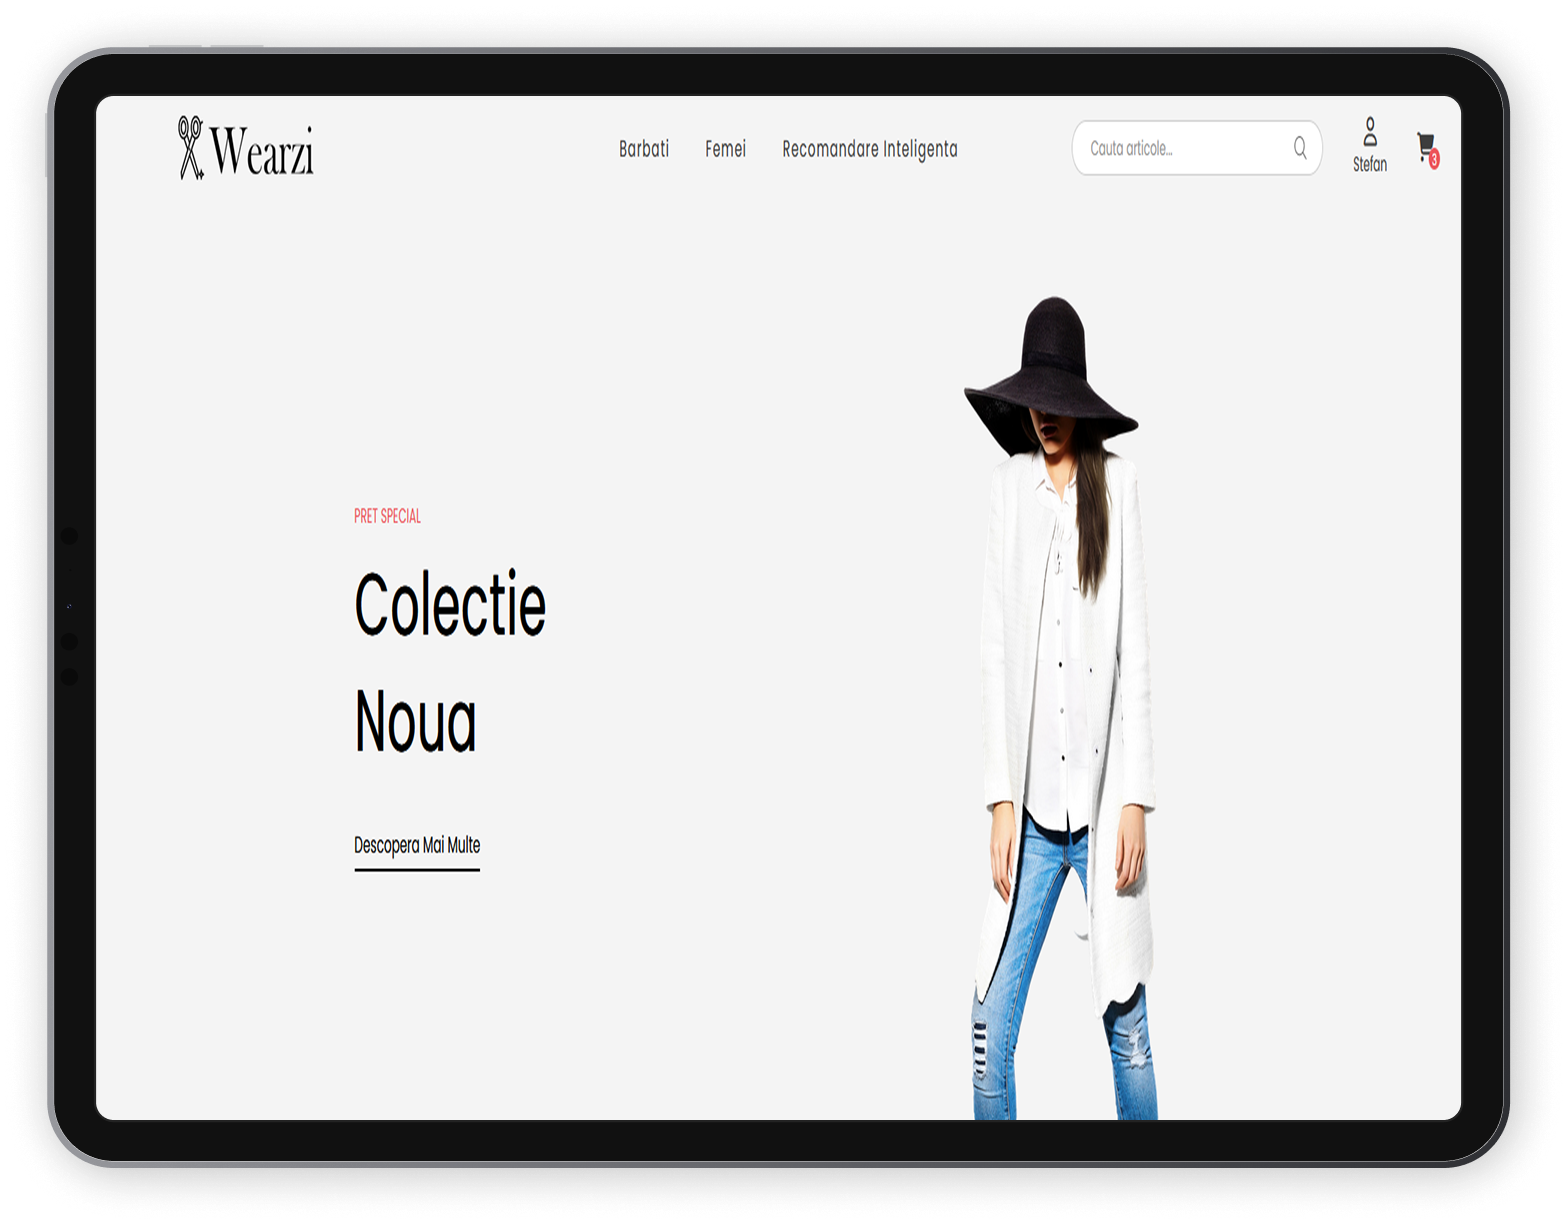 Wearzi
Barbati
Femei
Recomandare Inteligenta
Cauta articole...
Stefan
3
PRET SPECIAL
Colectie
Noua
Descopera Mai Multe